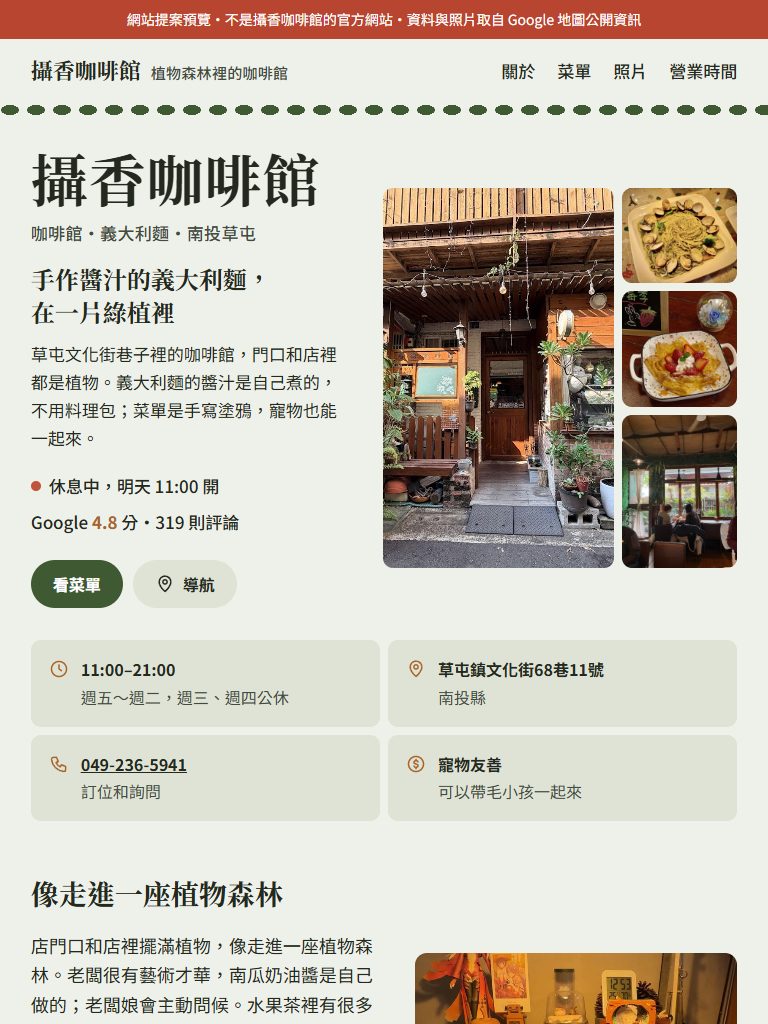 網站提案預覽・不是攝香咖啡館的官方網站・資料與照片取自 Google 地圖公開資訊
攝香咖啡館 植物森林裡的咖啡館
關於 菜單 照片 營業時間
攝香咖啡館
咖啡館・義大利麵・南投草屯
手作醬汁的義大利麵，
在一片綠植裡
草屯文化街巷子裡的咖啡館，門口和店裡
都是植物。義大利麵的醬汁是自己煮的，
不用料理包；菜單是手寫塗鴉，寵物也能
一起來。
休息中，明天 11:00 開
Google 4.8 分・319 則評論
看菜單
導航
11:00–21:00
週五～週二，週三、週四公休
草屯鎮文化街68巷11號
南投縣
049-236-5941
訂位和詢問
寵物友善
可以帶毛小孩一起來
像走進一座植物森林
店門口和店裡擺滿植物，像走進一座植物森
林。老闆很有藝術才華，南瓜奶油醬是自己
做的；老闆娘會主動問候。水果茶裡有很多
12:53